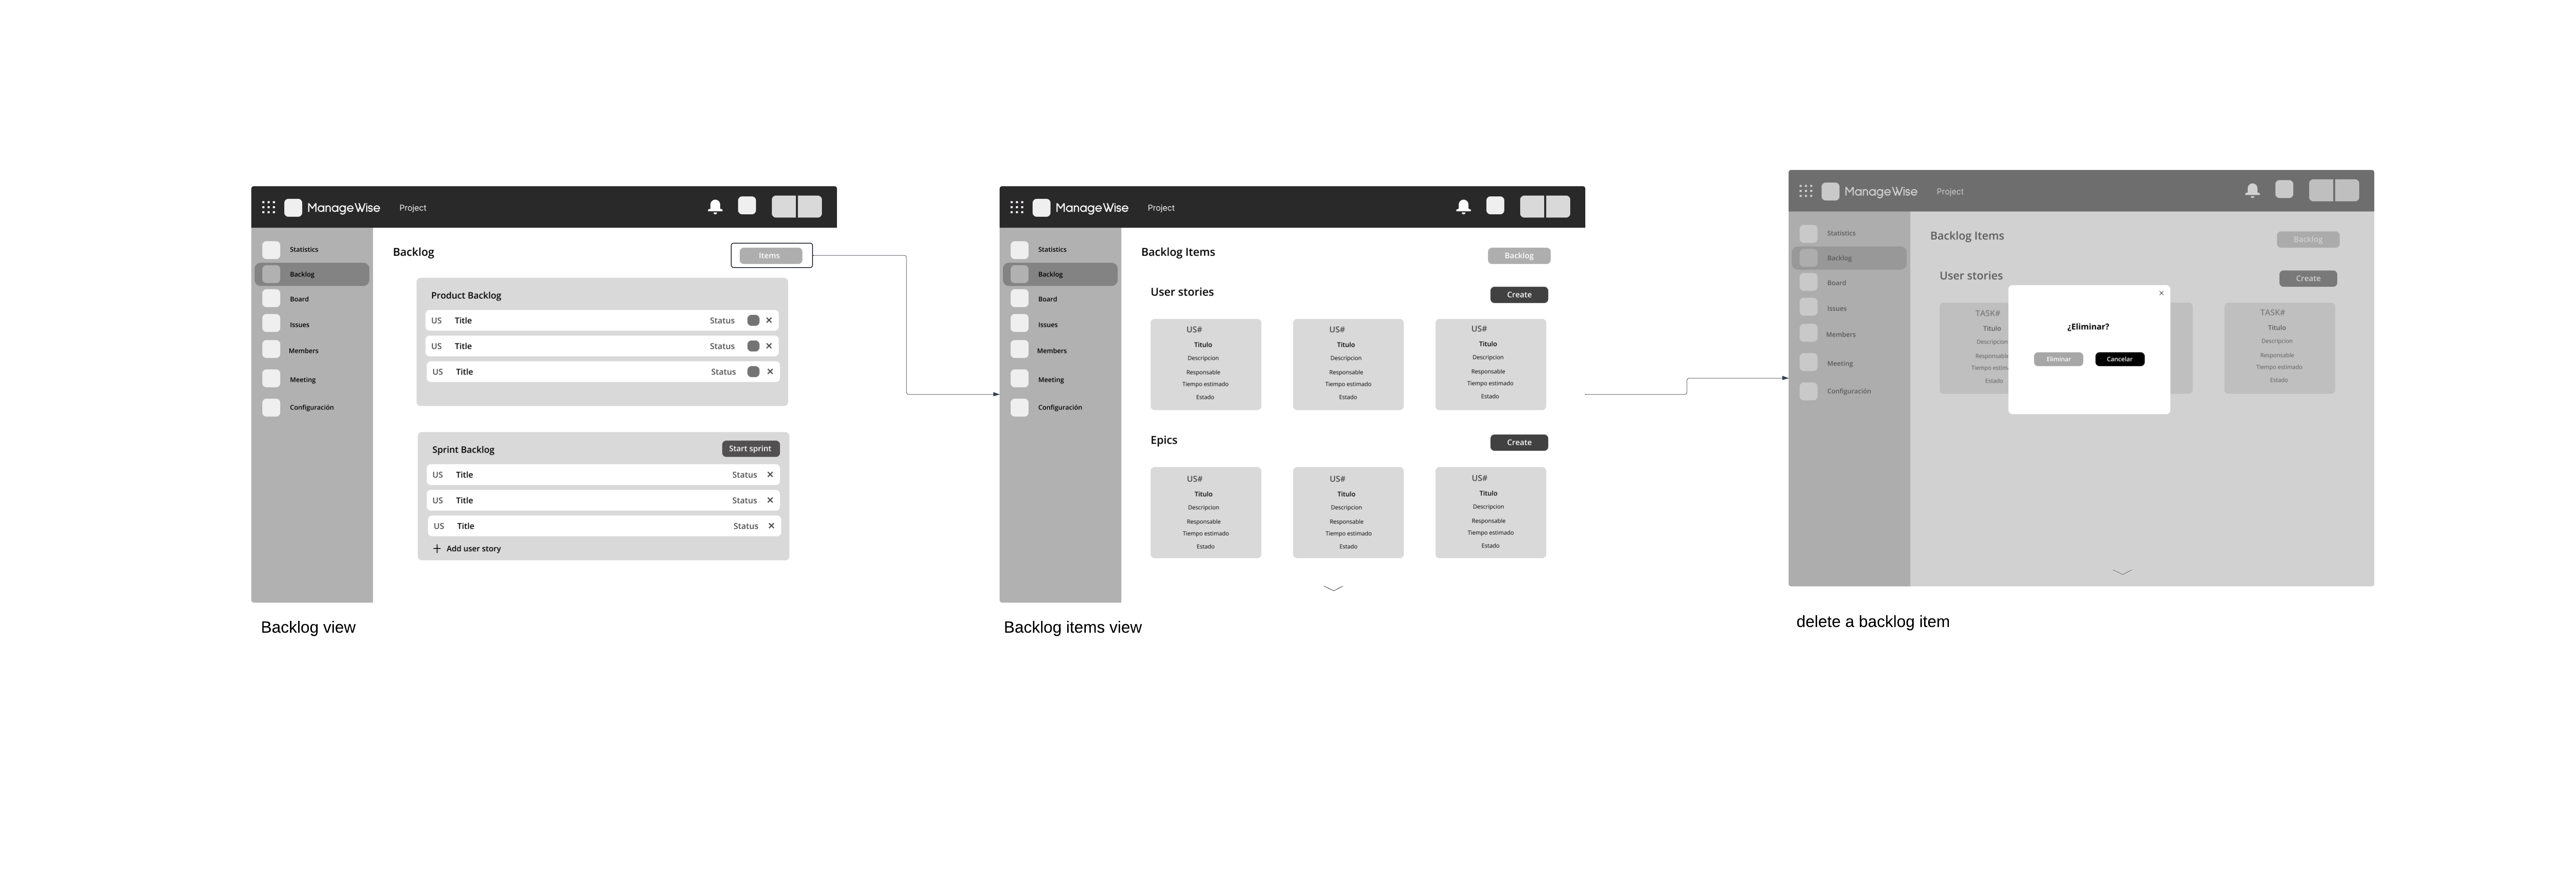 ManageWise Project
Statistics
Backlog
Board
Issues
Members
Meeting
Configuración
Backlog
Items
Product Backlog
US Title Status
US Title Status
US Title Status
Sprint Backlog
Start sprint
US Title Status
US Title Status
US Title Status
Add user story
Backlog view
ManageWise Project
Statistics
Backlog
Board
Issues
Members
Meeting
Configuración
Backlog Items
Backlog
User stories
Create
US#
Titulo
Descripcion
Responsable
Tiempo estimado
Estado
US#
Titulo
Descripcion
Responsable
Tiempo estimado
Estado
US#
Titulo
Descripcion
Responsable
Tiempo estimado
Estado
Epics
Create
US#
Titulo
Descripcion
Responsable
Tiempo estimado
Estado
US#
Titulo
Descripcion
Responsable
Tiempo estimado
Estado
US#
Titulo
Descripcion
Responsable
Tiempo estimado
Estado
Backlog items view
ManageWise Project
Statistics
Backlog
Board
Issues
Members
Meeting
Configuración
Backlog Items
Backlog
User stories
Create
TASK#
Titulo
Descripcion
Responsable
Tiempo
Estado
¿Eliminar?
Eliminar
Cancelar
TASK#
Titulo
Descripcion
Responsable
Tiempo estimado
Estado
delete a backlog item